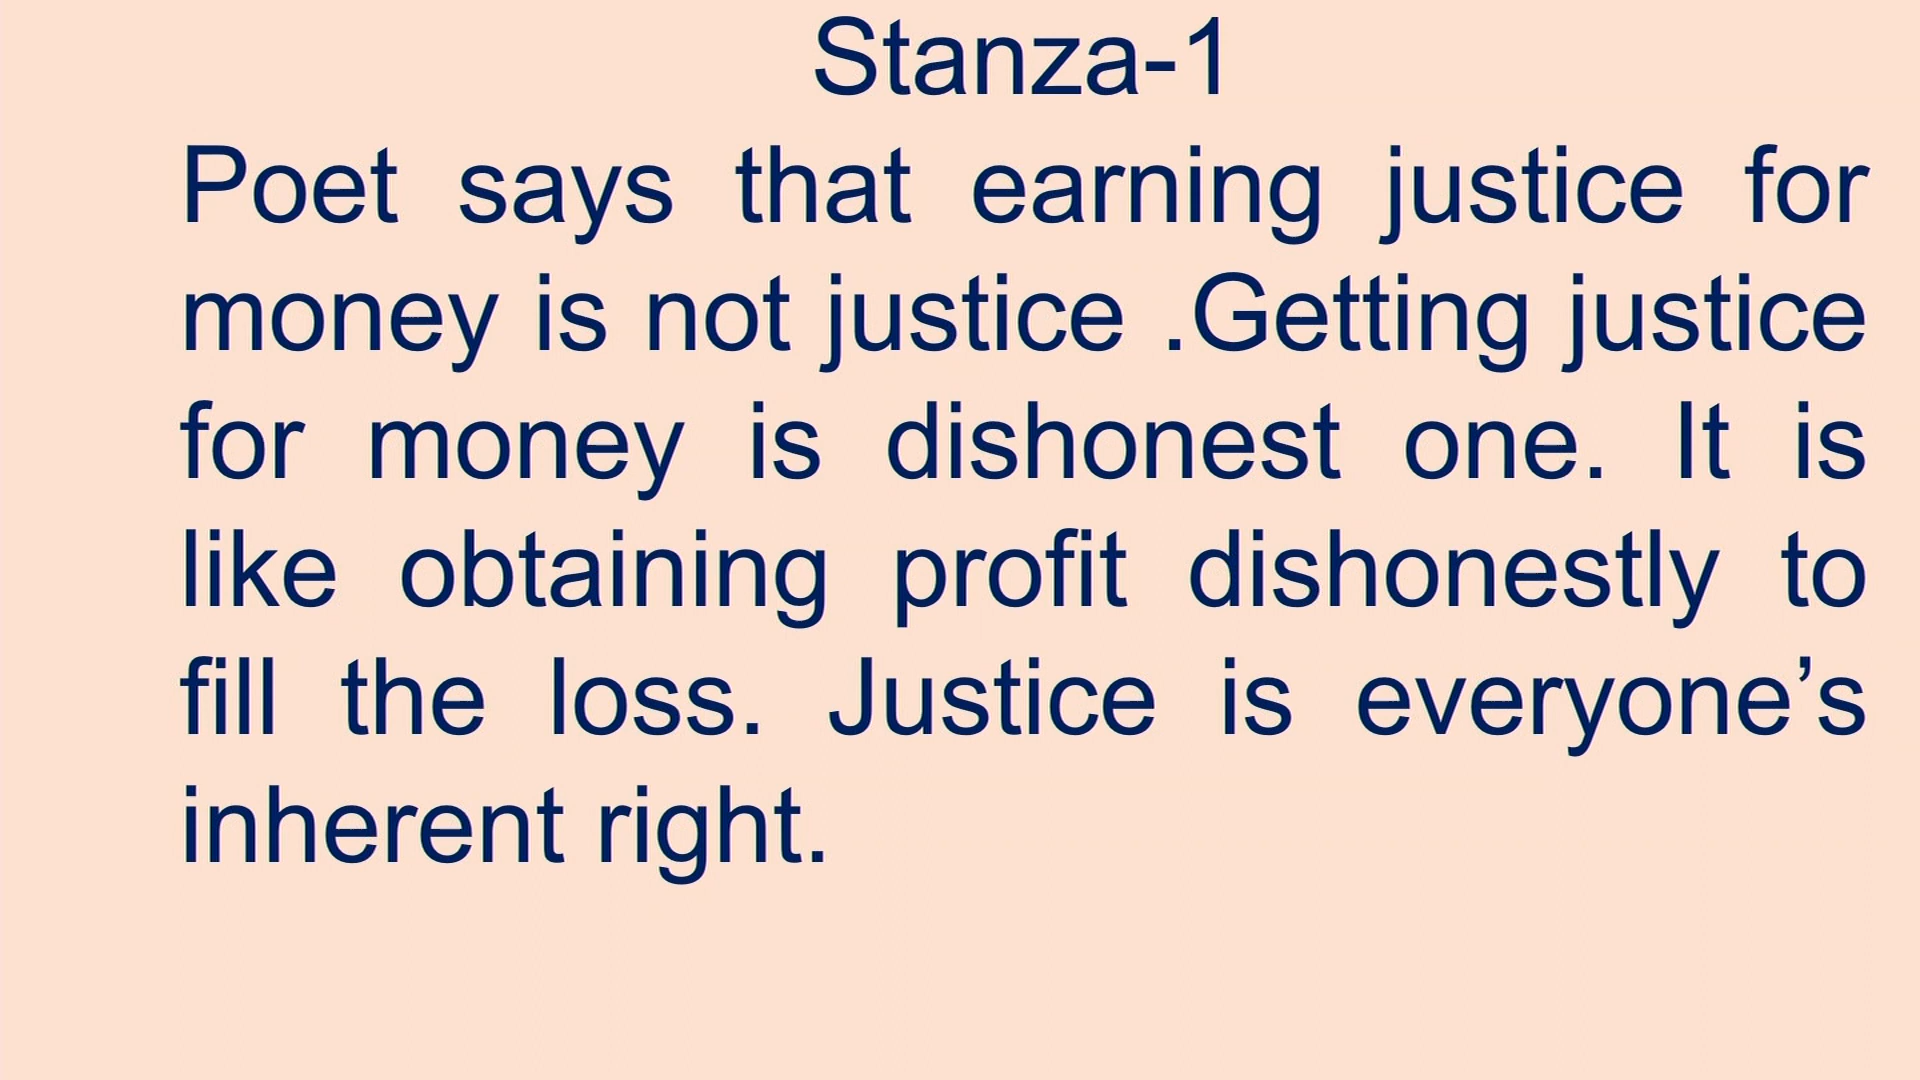 Stanza-1
Poet says that earning justice for
money is not justice .Getting justice
for money is dishonest one. It is
like obtaining profit dishonestly to
fill the loss. Justice is everyone’s
inherent right.